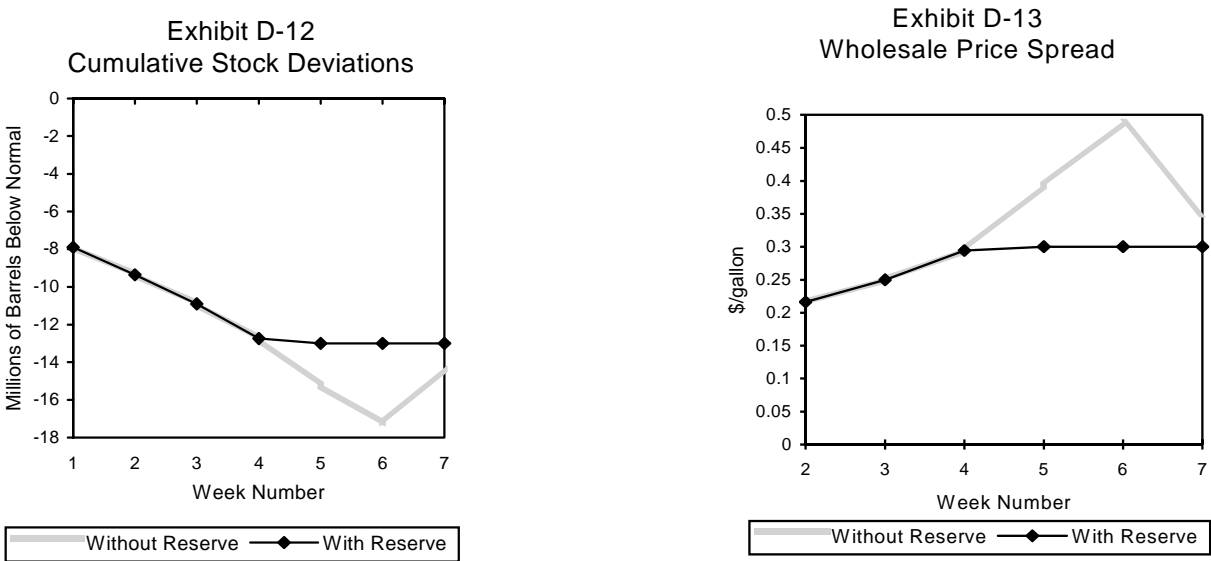 Exhibit D-12
Cumulative Stock Deviations
Millions of Barrels Below Normal
0
-2
-4
-6
-8
-10
-12
-14
-16
-18
1 2 3 4 5 6 7
Week Number
Without Reserve With Reserve
Exhibit D-13
Wholesale Price Spread
$/gallon
0.5
0.45
0.4
0.35
0.3
0.25
0.2
0.15
0.1
0.05
0
2 3 4 5 6 7
Week Number
Without Reserve With Reserve